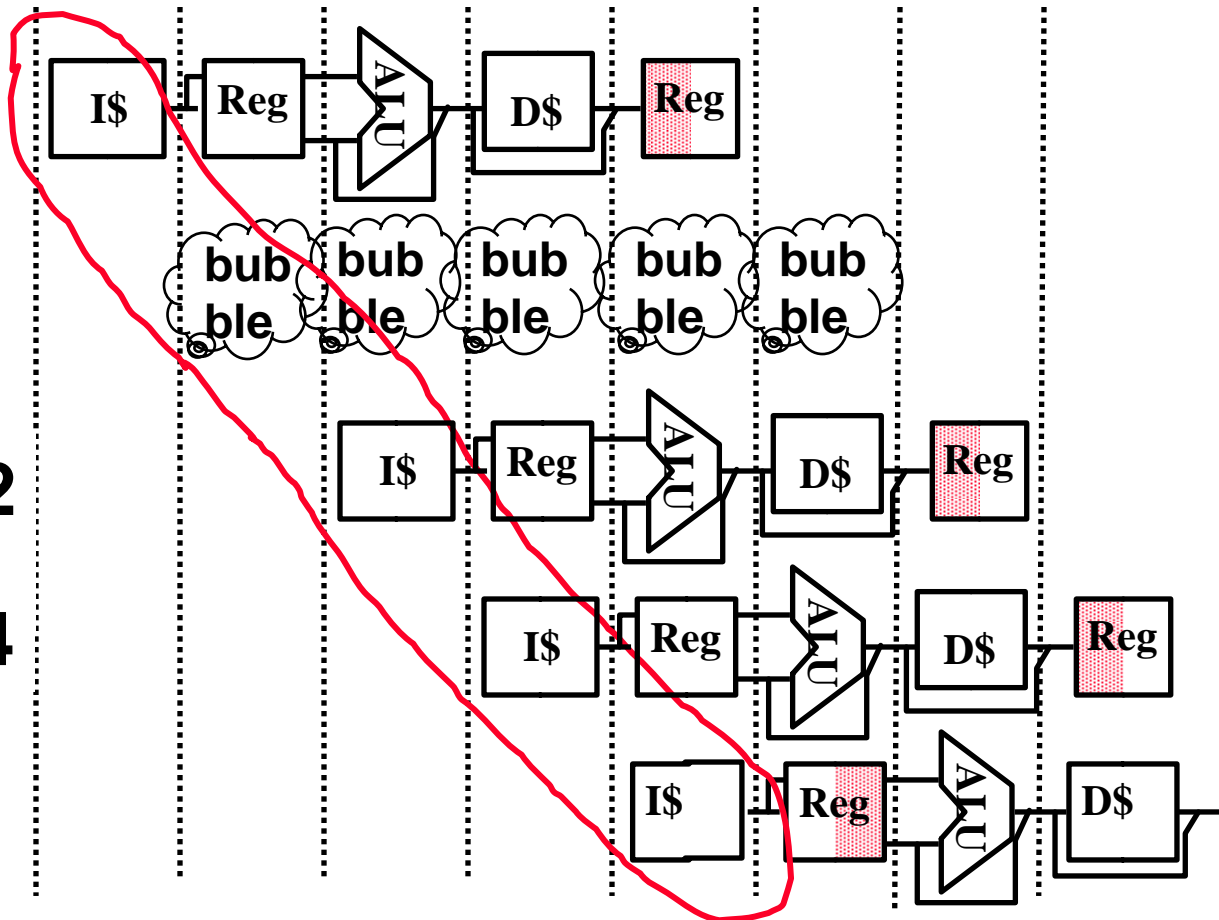 I$ Reg ALU D$ Reg
bub bub bub bub bub
ble ble ble ble ble
I$ Reg ALU D$ Reg
2
I$ Reg ALU D$ Reg
4
I$ Reg ALU D$